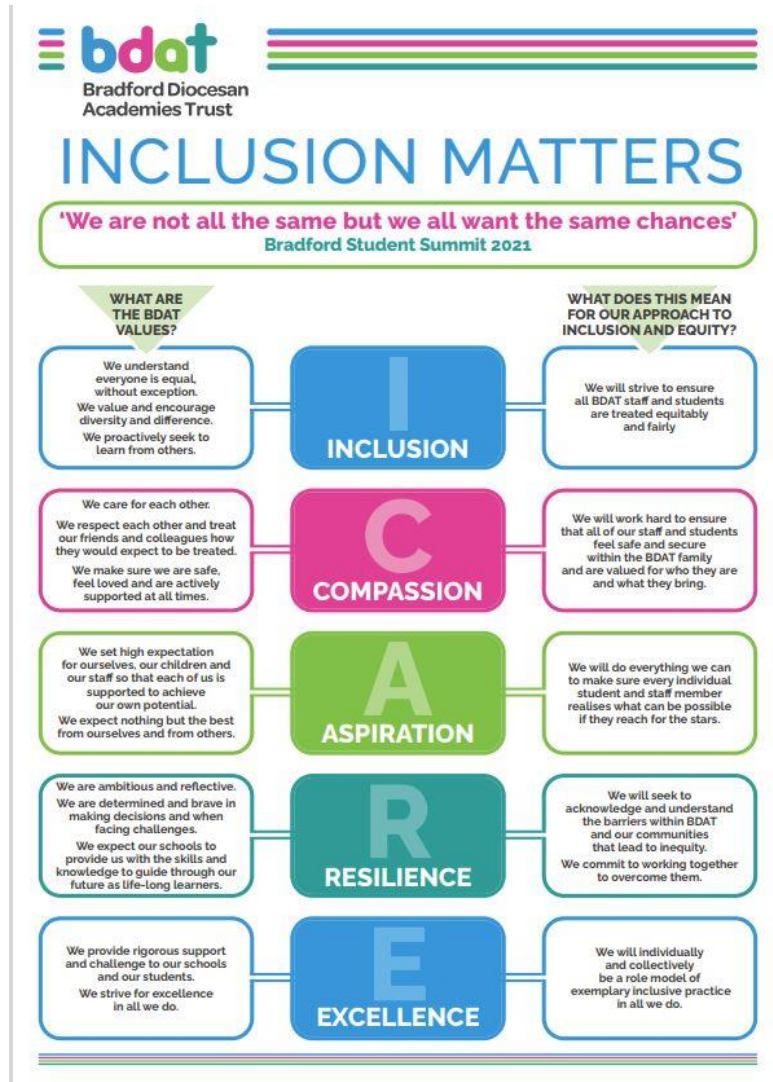 bdat
Bradford Diocesan
Academies Trust
INCLUSION MATTERS
‘We are not all the same but we all want the same chances’
Bradford Student Summit 2021
WHAT ARE
THE BDAT
VALUES?
WHAT DOES THIS MEAN
FOR OUR APPROACH TO
INCLUSION AND EQUITY?
We understand
everyone is equal,
without exception.
We value and encourage
diversity and difference.
We proactively seek to
learn from others.
I
INCLUSION
We will strive to ensure
all BDAT staff and students
are treated equitably
and fairly
We care for each other.
We respect each other and treat
our friends and colleagues how
they would expect to be treated.
We make sure we are safe,
feel loved and are actively
supported at all times.
C
COMPASSION
We will work hard to ensure
that all of our staff and students
feel safe and secure
within the BDAT family
and are valued for who they are
and what they bring.
We set high expectation
for ourselves, our children and
our staff so that each of us is
supported to achieve
our own potential.
We expect nothing but the best
from ourselves and from others.
A
ASPIRATION
We will do everything we can
to make sure every individual
student and staff member
realises what can be possible
if they reach for the stars.
We are ambitious and reflective.
We are determined and brave in
making decisions and when
facing challenges.
We expect our schools to
provide us with the skills and
knowledge to guide through our
future as life-long learners.
R
RESILIENCE
We will seek to
acknowledge and understand
the barriers within BDAT
and our communities
that lead to inequity.
We commit to working together
to overcome them.
We provide rigorous support
and challenge to our schools
and our students.
We strive for excellence
in all we do.
E
EXCELLENCE
We will individually
and collectively
be a role model of
exemplary inclusive practice
in all we do.